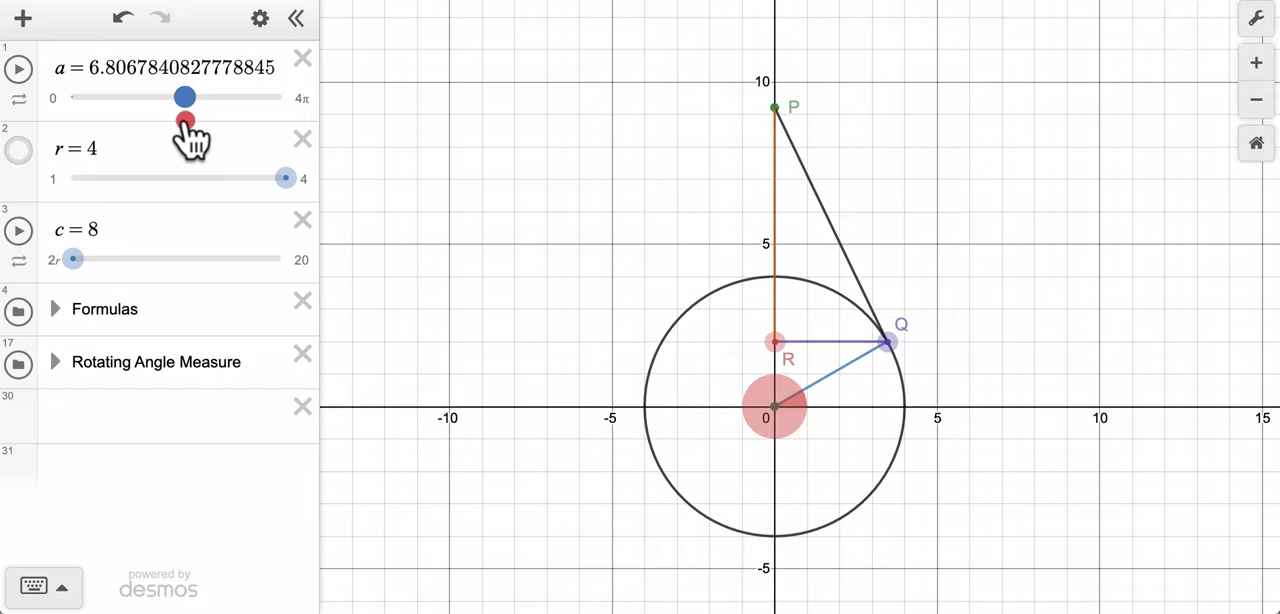 1
a = 6.8067840827778845
0
4π
2
r = 4
1
4
3
c = 8
2r
20
4
Formulas
17
Rotating Angle Measure
30
31
powered by
desmos
10
P
5
Q
R
-10
-5
0
5
10
15
-5